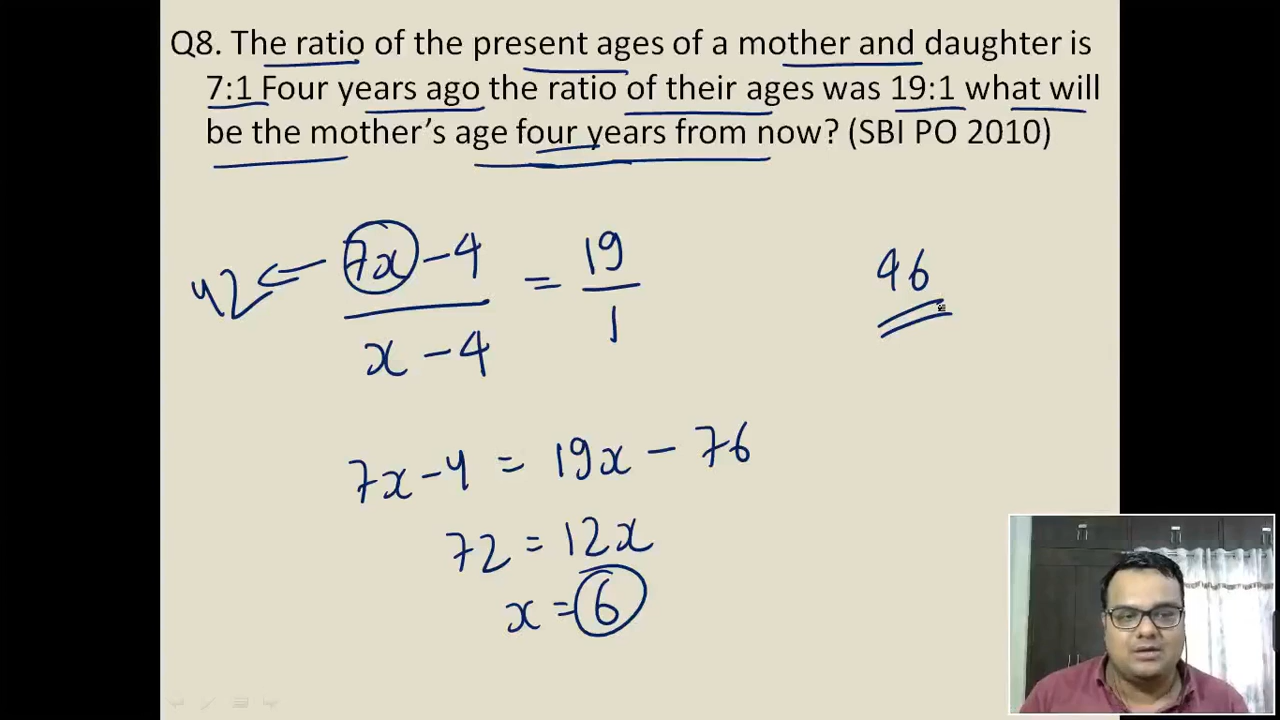 Q8. The ratio of the present ages of a mother and daughter is
7:1 Four years ago the ratio of their ages was 19:1 what will
be the mother’s age four years from now? (SBI PO 2010)
42 ← 7x - 4 = 19
x - 4 1
46
7x - 4 = 19x - 76
72 = 12x
x = 6